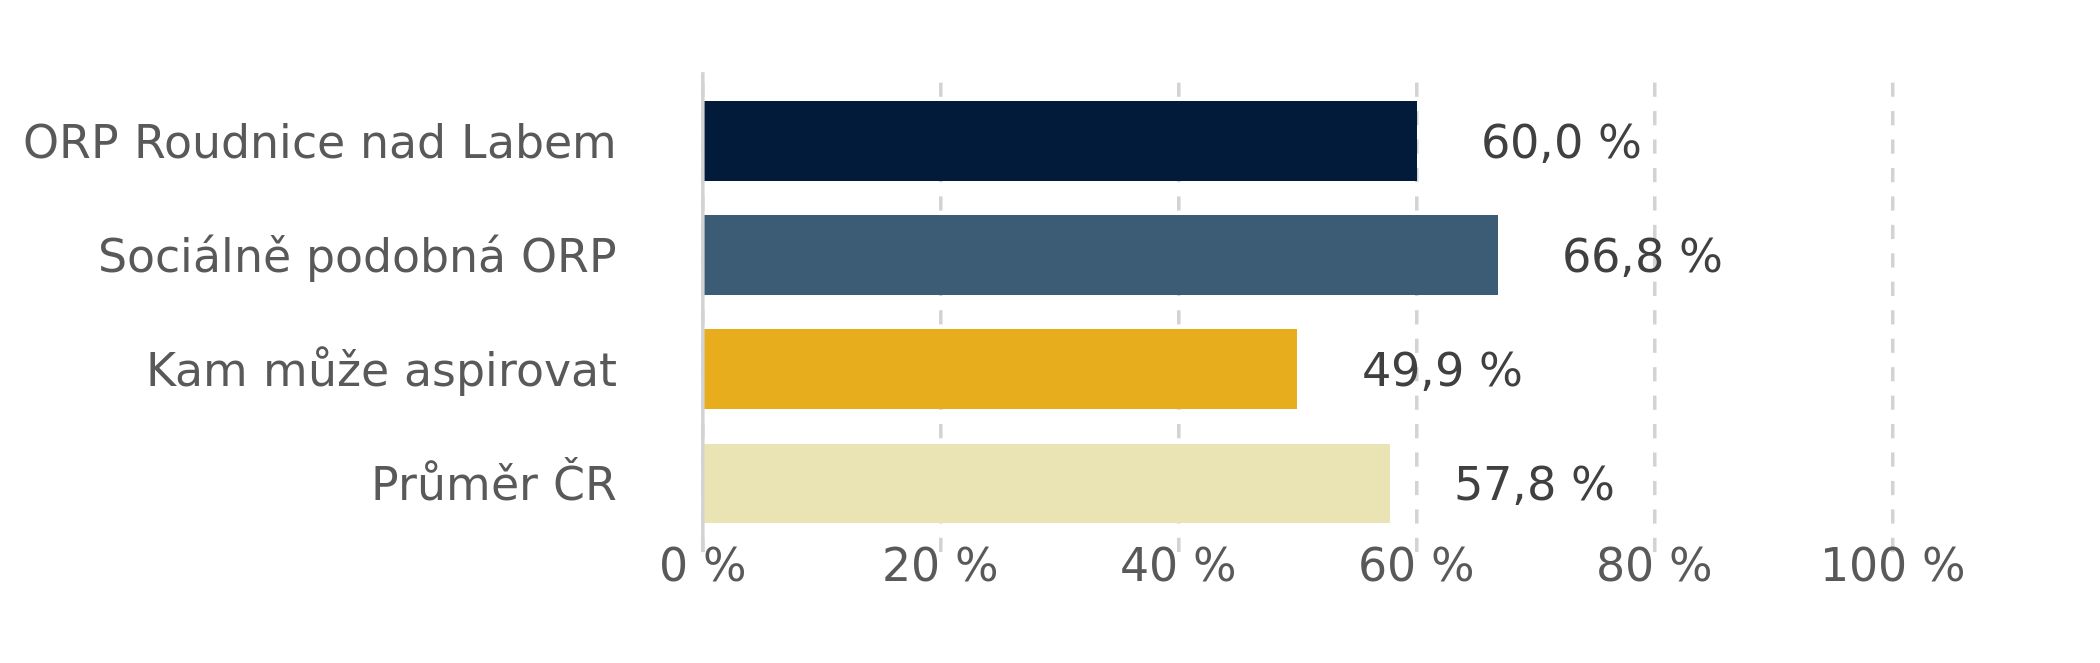 ORP Roudnice nad Labem 60,0 %
Sociálně podobná ORP 66,8 %
Kam může aspirovat 49,9 %
Průměr ČR 57,8 %
0 % 20 % 40 % 60 % 80 % 100 %